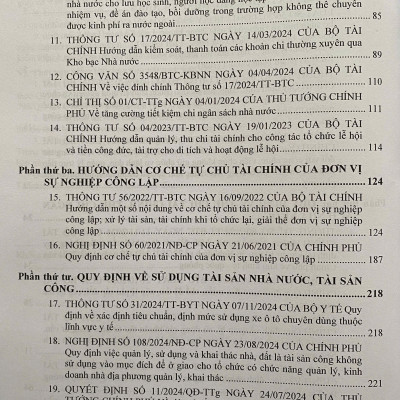 nhà nước cho lưu học sinh, người học đang học
nhiệm vụ, đề án đào tạo, bồi dưỡng trong trường hợp không thể chuyển
được kinh phí ra nước ngoài 85
11. THÔNG TƯ SỐ 17/2024/TT-BTC NGÀY 14/03/2024 CỦA BỘ TÀI
CHÍNH Hướng dẫn kiểm soát, thanh toán các khoản chi thường xuyên qua
Kho bạc Nhà nước 89
12. CÔNG VĂN SỐ 3548/BTC-KBNN NGÀY 04/04/2024 CỦA BỘ TÀI
CHÍNH Về việc đính chính Thông tư số 17/2024/TT-BTC 110
13. CHỈ THỊ SỐ 01/CT-TTg NGÀY 04/01/2024 CỦA THỦ TƯỚNG CHÍNH
PHỦ Về tăng cường tiết kiệm chi ngân sách nhà nước 111
14. THÔNG TƯ SỐ 04/2023/TT-BTC NGÀY 19/01/2023 CỦA BỘ TÀI
CHÍNH Hướng dẫn quản lý, thu chi tài chính cho công tác tổ chức lễ hội
và tiền công đức, tài trợ cho di tích và hoạt động lễ hội 114
Phần thứ ba. HƯỚNG DẪN CƠ CHẾ TỰ CHỦ TÀI CHÍNH CỦA ĐƠN VỊ
SỰ NGHIỆP CÔNG LẬP 124
15. THÔNG TƯ 56/2022/TT-BTC NGÀY 16/09/2022 CỦA BỘ TÀI CHÍNH
Hướng dẫn một số nội dung về cơ chế tự chủ tài chính của đơn vị sự nghiệp công
lập; xử lý tài sản, tài chính khi tổ chức lại, giải thể đơn vị sự nghiệp công
lập 124
16. NGHỊ ĐỊNH SỐ 60/2021/NĐ-CP NGÀY 21/06/2021 CỦA CHÍNH PHỦ
Quy định cơ chế tự chủ tài chính của đơn vị sự nghiệp công lập 187
Phần thứ tư. QUY ĐỊNH VỀ SỬ DỤNG TÀI SẢN NHÀ NƯỚC, TÀI SẢN
CÔNG 218
17. THÔNG TƯ SỐ 31/2024/TT-BYT NGÀY 07/11/2024 CỦA BỘ Y TẾ Quy
định về xác định tiêu chuẩn, định mức sử dụng xe ô tô chuyên dùng thuộc
lĩnh vực y tế 218
18. NGHỊ ĐỊNH SỐ 108/2024/NĐ-CP NGÀY 23/08/2024 CỦA CHÍNH PHỦ
Quy định việc quản lý, sử dụng và khai thác nhà, đất là tài sản công không
sử dụng vào mục đích để ở giao cho tổ chức có chức năng quản lý, kinh
doanh nhà địa phương quản lý, khai thác 221
19. QUYẾT ĐỊNH SỐ 11/2024/QĐ-TTg NGÀY 24/07/2024 CỦA THỦ